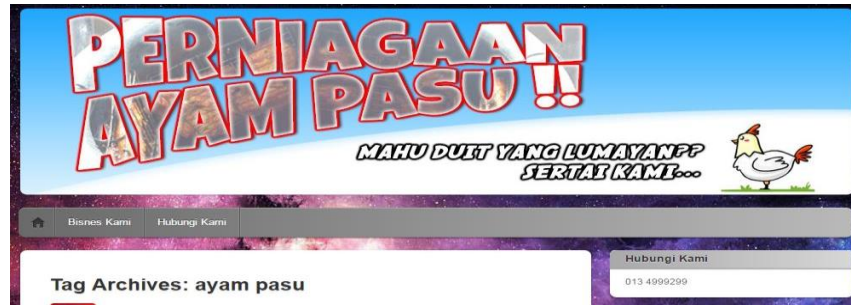 PERNIAGAAN
AYAM PASU !!
MAHU DUIT YANG LUMAYAN??
SERTAI KAMI...
Bisnes Kami Hubungi Kami
Hubungi Kami
013 4999299
Tag Archives: ayam pasu